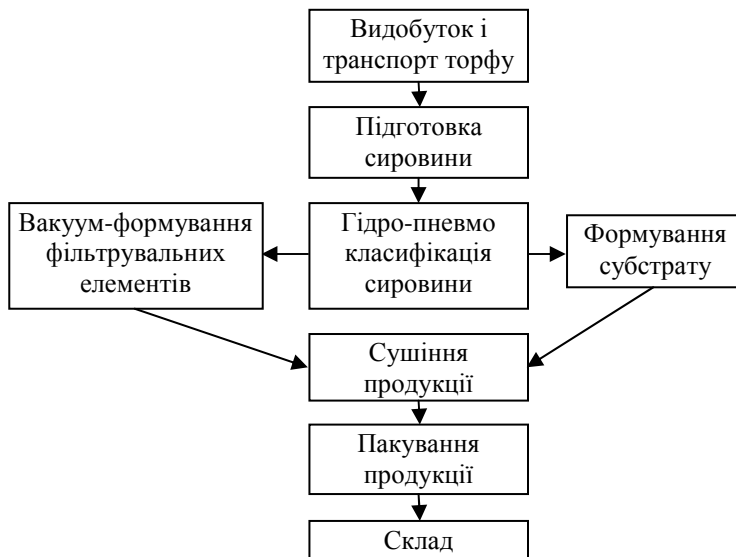 Видобуток і
транспорт торфу
Підготовка
сировини
Вакуум-формування
фільтрувальних
елементів
Гідро-пневмо
класифікація
сировини
Формування
субстрату
Сушіння
продукції
Пакування
продукції
Склад